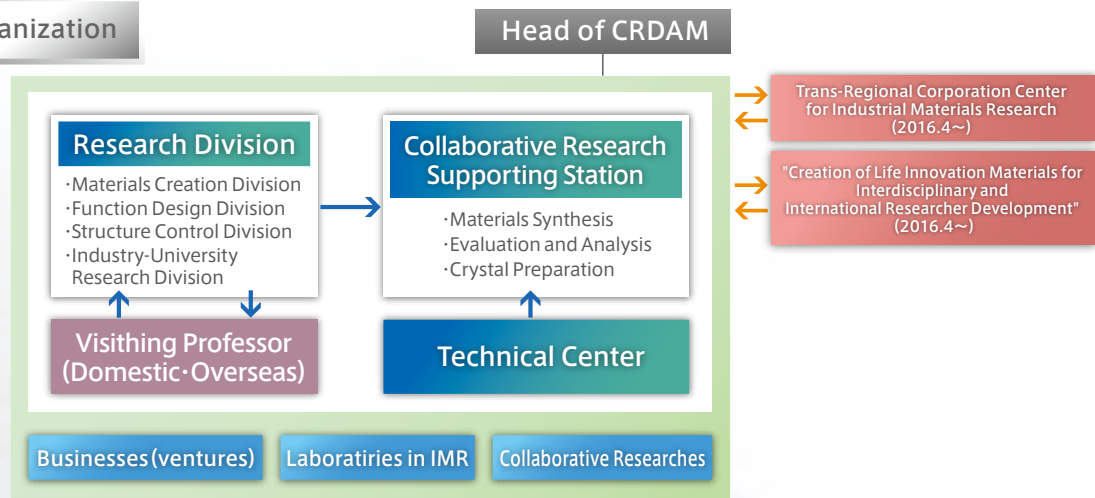 anization
Head of CRDAM
Research Division
·Materials Creation Division
·Function Design Division
·Structure Control Division
·Industry-University
Research Division
Collaborative Research
Supporting Station
·Materials Synthesis
·Evaluation and Analysis
·Crystal Preparation
Visithing Professor
(Domestic·Overseas)
Technical Center
Businesses(ventures)
Laboratiries in IMR
Collaborative Researches
Trans-Regional Corporation Center
for Industrial Materials Research
(2016.4~)
"Creation of Life Innovation Materials for
Interdisciplinary and
International Researcher Development"
(2016.4~)